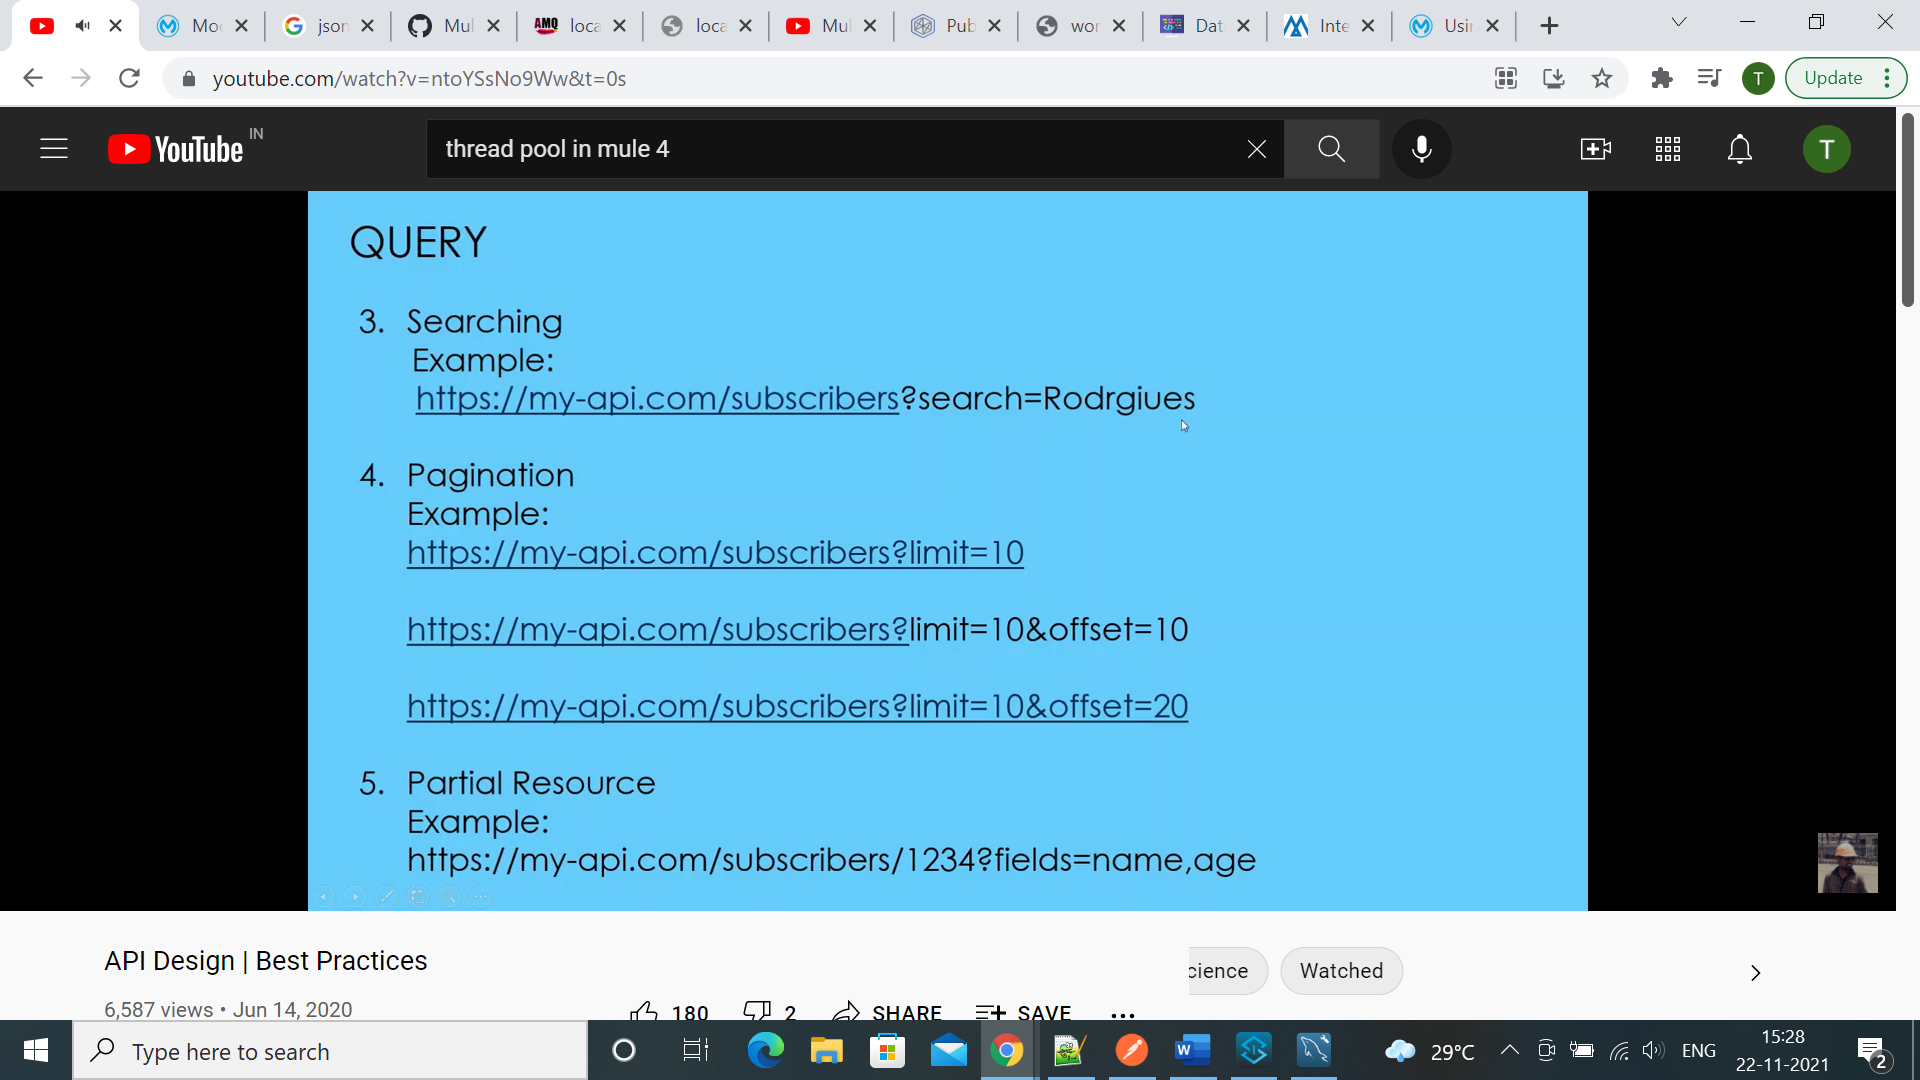 Mo
json
Mul
AMQ loca
loca
Mul
Pub
wor
Dat
Inte
Usin
youtube.com/watch?v=ntoYSsNo9Ww&t=0s
T
Update
YouTube IN
thread pool in mule 4
T
QUERY
3. Searching
Example:
https://my-api.com/subscribers?search=Rodrgiues
4. Pagination
Example:
https://my-api.com/subscribers?limit=10
https://my-api.com/subscribers?limit=10&offset=10
https://my-api.com/subscribers?limit=10&offset=20
5. Partial Resource
Example:
https://my-api.com/subscribers/1234?fields=name,age
API Design | Best Practices
cience
Watched
6,587 views • Jun 14, 2020
180
2
SHARE
SAVE
Type here to search
29°C
ENG
15:28
22-11-2021
2